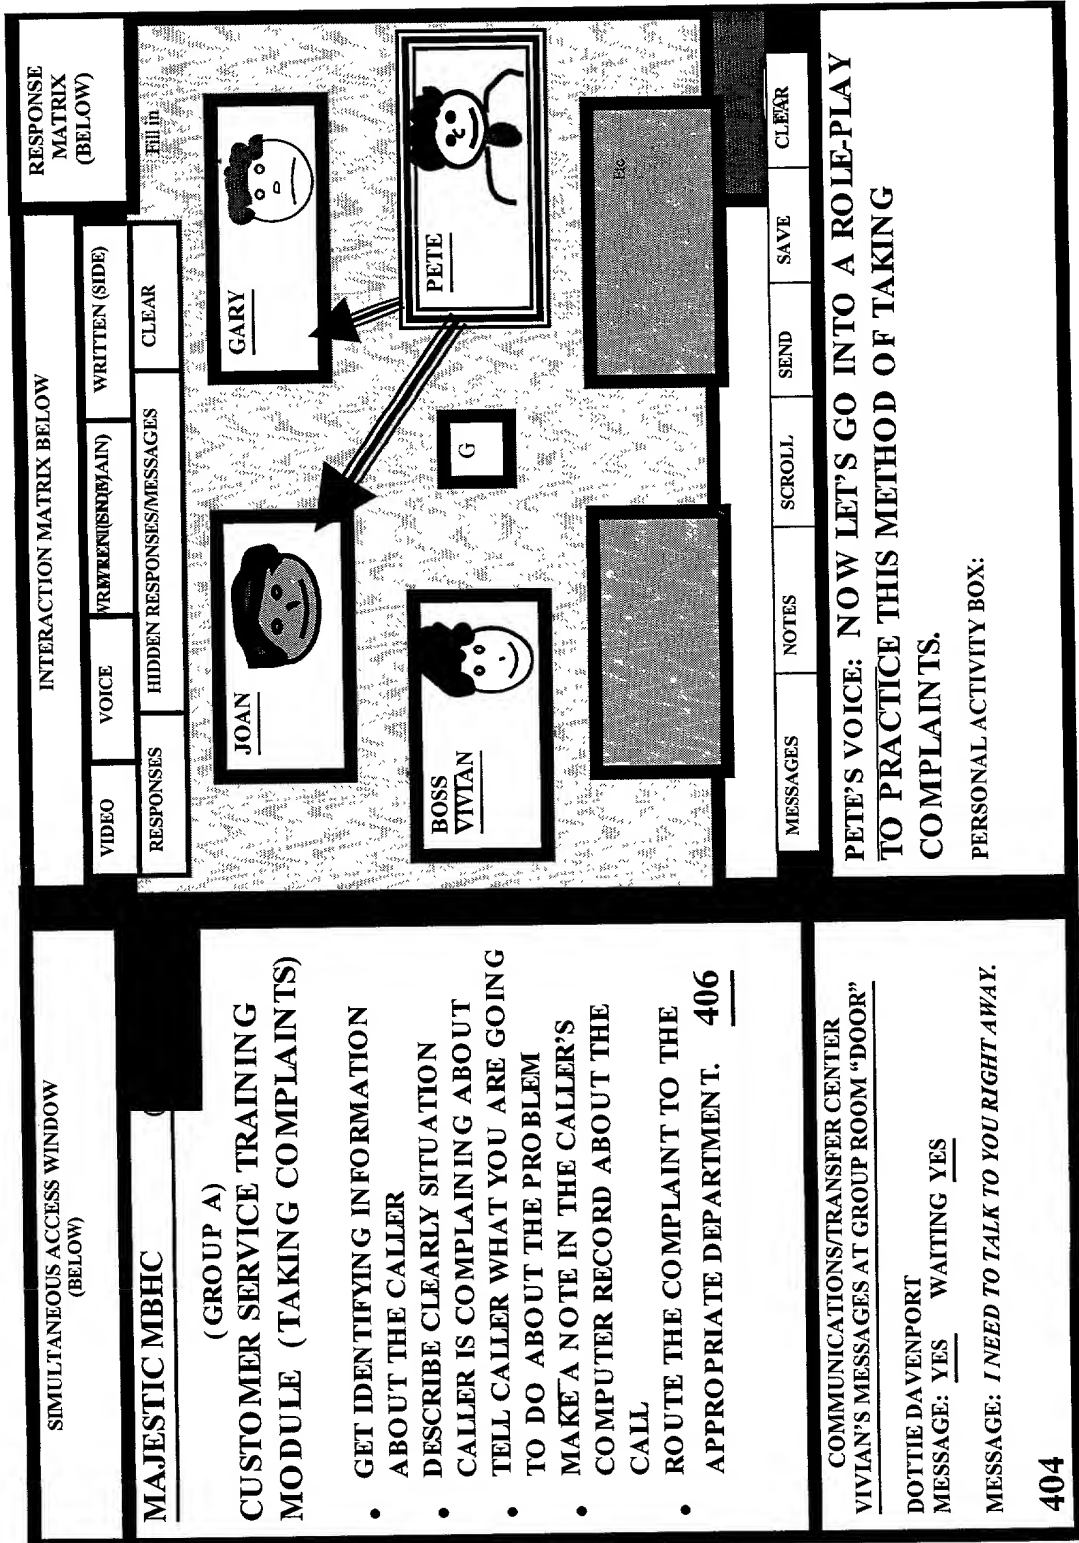 SIMULTANEOUS ACCESS WINDOW
(BELOW)
MAJESTIC MBHC
(GROUP A)
CUSTOMER SERVICE TRAINING
MODULE (TAKING COMPLAINTS)
• GET IDENTIFYING INFORMATION
ABOUT THE CALLER
• DESCRIBE CLEARLY SITUATION
CALLER IS COMPLAINING ABOUT
• TELL CALLER WHAT YOU ARE GOING
TO DO ABOUT THE PROBLEM
• MAKE A NOTE IN THE CALLER'S
COMPUTER RECORD ABOUT THE
CALL
• ROUTE THE COMPLAINT TO THE
APPROPRIATE DEPARTMENT. 406
COMMUNICATIONS/TRANSFER CENTER
VIVIAN'S MESSAGES AT GROUP ROOM "DOOR"
DOTTIE DAVENPORT
MESSAGE: YES WAITING YES
MESSAGE: I NEED TO TALK TO YOU RIGHT AWAY.
404
INTERACTION MATRIX BELOW
RESPONSE
MATRIX
(BELOW)
VIDEO
VOICE
WRITTEN (SIDE)
RESPONSES
HIDDEN RESPONSES/MESSAGES
CLEAR
Fill in
JOAN
GARY
BOSS
VIVIAN
G
PETE
Etc
MESSAGES
NOTES
SCROLL
SEND
SAVE
CLEAR
PETE'S VOICE: NOW LET'S GO INTO A ROLE-PLAY
TO PRACTICE THIS METHOD OF TAKING
COMPLAINTS.
PERSONAL ACTIVITY BOX: